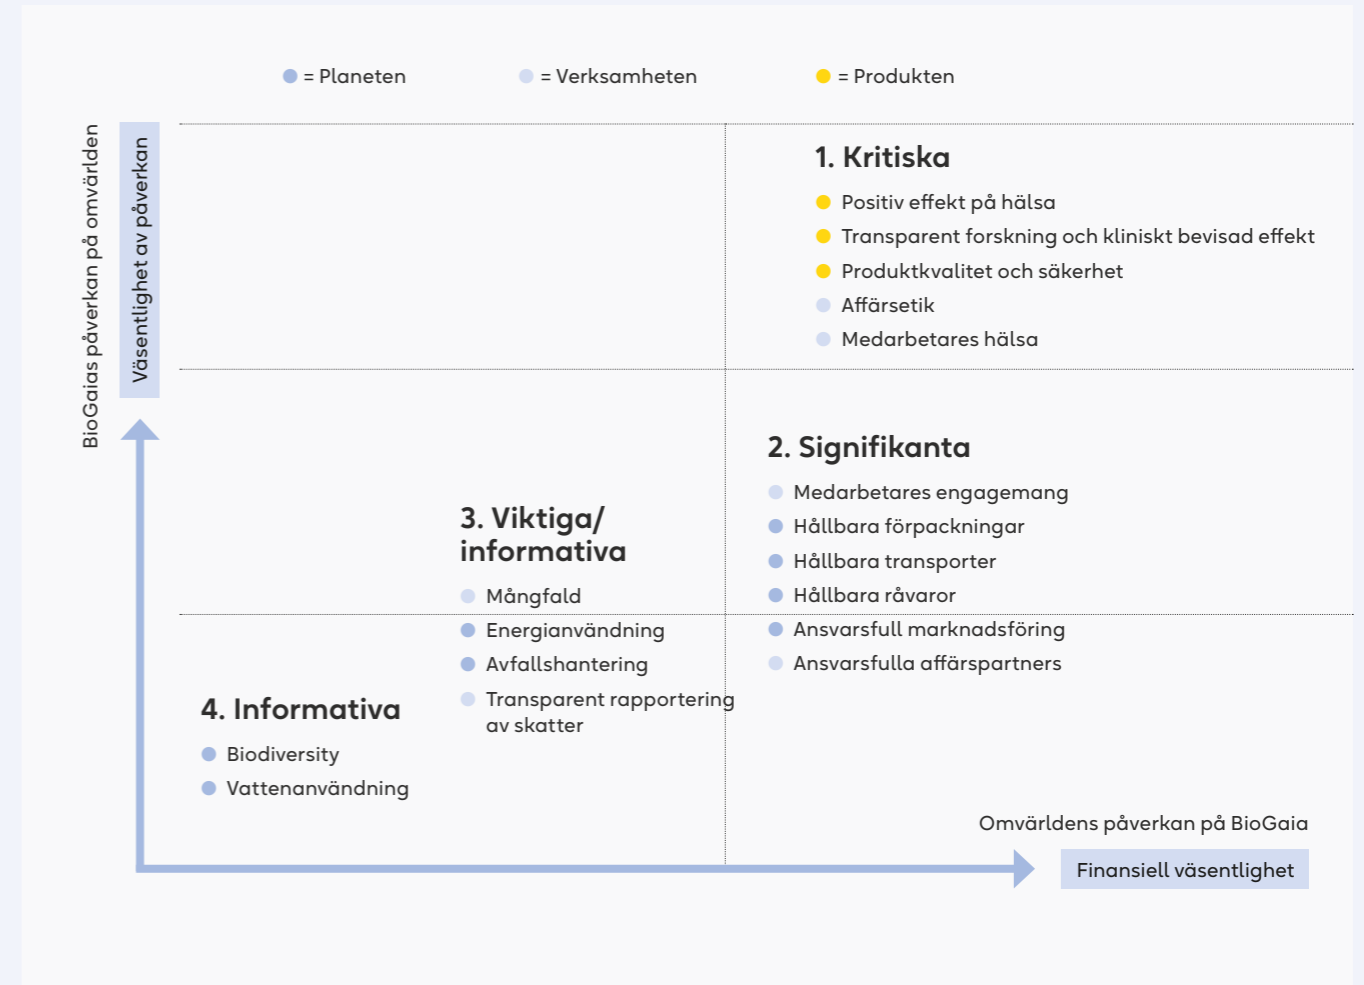 = Planeten
= Verksamheten
= Produkten
BioGaias påverkan på omvärlden
Väsentlighet av påverkan
1. Kritiska
Positiv effekt på hälsa
Transparent forskning och kliniskt bevisad effekt
Produktkvalitet och säkerhet
Affärsetik
Medarbetares hälsa
2. Signifikanta
Medarbetares engagemang
Hållbara förpackningar
Hållbara transporter
Hållbara råvaror
Ansvarsfull marknadsföring
Ansvarsfulla affärspartners
3. Viktiga/
informativa
Mångfald
Energianvändning
Avfallshantering
Transparent rapportering
av skatter
4. Informativa
Biodiversity
Vattenanvändning
Omvärldens påverkan på BioGaia
Finansiell väsentlighet